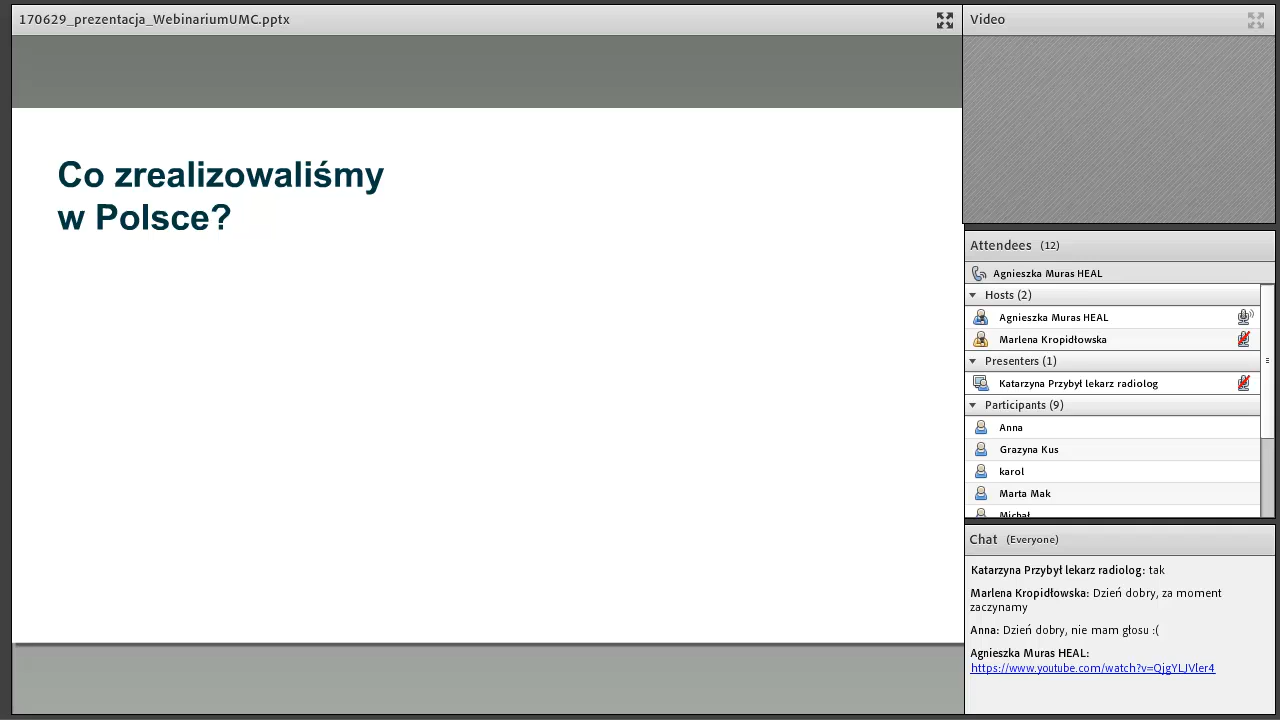 170629_prezentacja_WebinariumUMC.pptx
Co zrealizowaliśmy
w Polsce?
Video
Attendees (12)
Agnieszka Muras HEAL
Hosts (2)
Agnieszka Muras HEAL
Marlena Kropidłowska
Presenters (1)
Katarzyna Przybył lekarz radiolog
Participants (9)
Anna
Grazyna Kus
karol
Marta Mak
Michał
Chat (Everyone)
Katarzyna Przybył lekarz radiolog: tak
Marlena Kropidłowska: Dzień dobry, za moment
zaczynamy
Anna: Dzień dobry, nie mam głosu :(
Agnieszka Muras HEAL:
https://www.youtube.com/watch?v=QjgYLJVler4